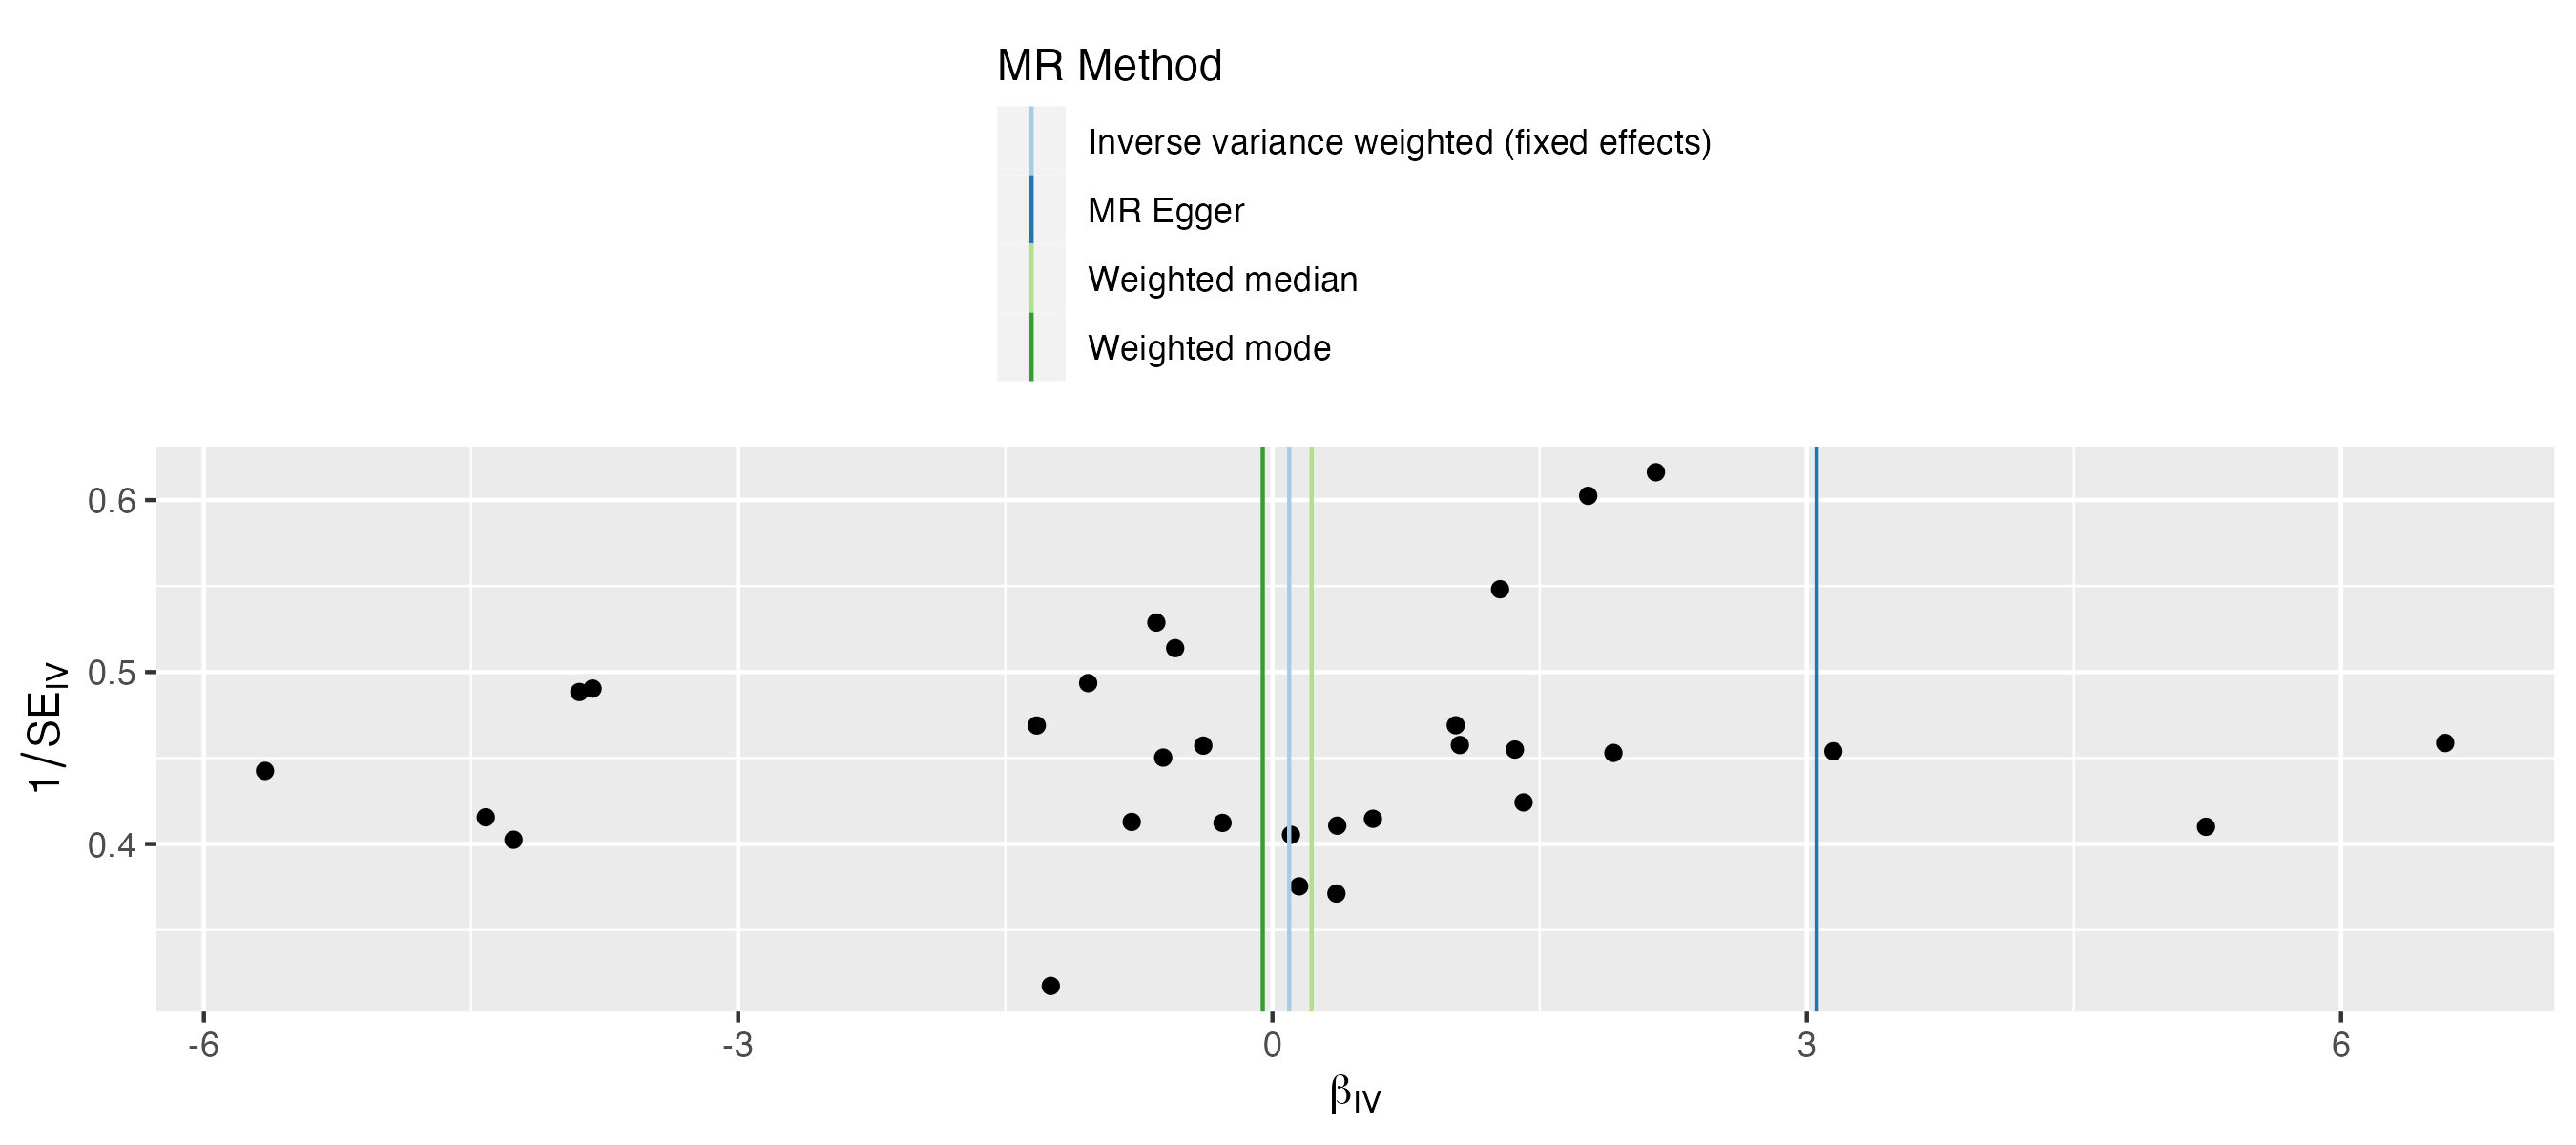 MR Method
Inverse variance weighted (fixed effects)
MR Egger
Weighted median
Weighted mode
0.6
0.5
0.4
1/SE_IV
-6 -3 0 3 6
β_IV